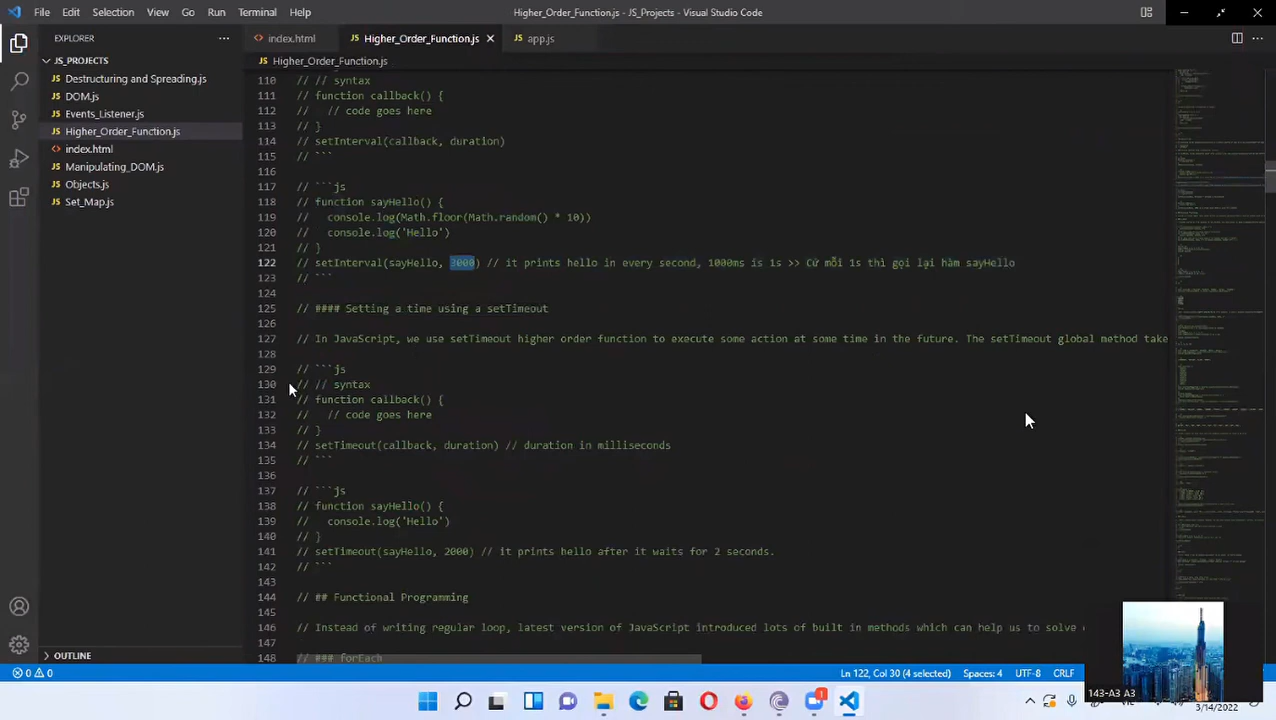 File Edit Selection View Go Run Terminal Help
Higher_Order_Function.js - JS_Projects - Visual Studio Code
EXPLORER
index.html
Higher_Order_Function.js
app.js
JS_PROJECTS
Higher_Order_Function.js
Destructuring and Spreading.js
DOM.js
Events_Listener.js
Higher_Order_Function.js
index.html
Manipulating_DOM.js
Objects.js
Set_Map.js
110 // // syntax
111 // function callback() {
112 //   // code goes here
113 // }
114 // setInterval(callback, duration)
115 // ```
116
117 // ```js
118 // function sayHello() {
119 //   console.log(Math.floor(Math.random() * 10))
120 //   console.log('Hello')
121 // }
122 // setInterval(sayHello, 2000) // it prints hello in every second, 1000ms is 1s >> Cứ mỗi 1s thì gọi lại hàm sayHello
123 // ```
124
125 // #### Setting a time using a setTimeout
126
127 // In JavaScript, we use setTimeout higher order function to execute some action at some time in the future. The setTimeout global method take
128
129 // ```js
130 // // syntax
131 // function callback() {
132 //   // code goes here
133 // }
134 // setTimeout(callback, duration) // duration in milliseconds
135 // ```
136
137 // ```js
138 // function sayHello() {
139 //   console.log('Hello')
140 // }
141 // setTimeout(sayHello, 2000) // it prints hello after it waits for 2 seconds.
142 // ```
143
144 // ## Functional Programming
145
146 // Instead of writing regular loop, latest version of JavaScript introduced lots of built in methods which can help us to solve
147
148 // ### forEach
OUTLINE
0 0
Ln 122, Col 30 (4 selected) Spaces: 4 UTF-8 CRLF
143-A3 A3
1
VIE
3/14/2022